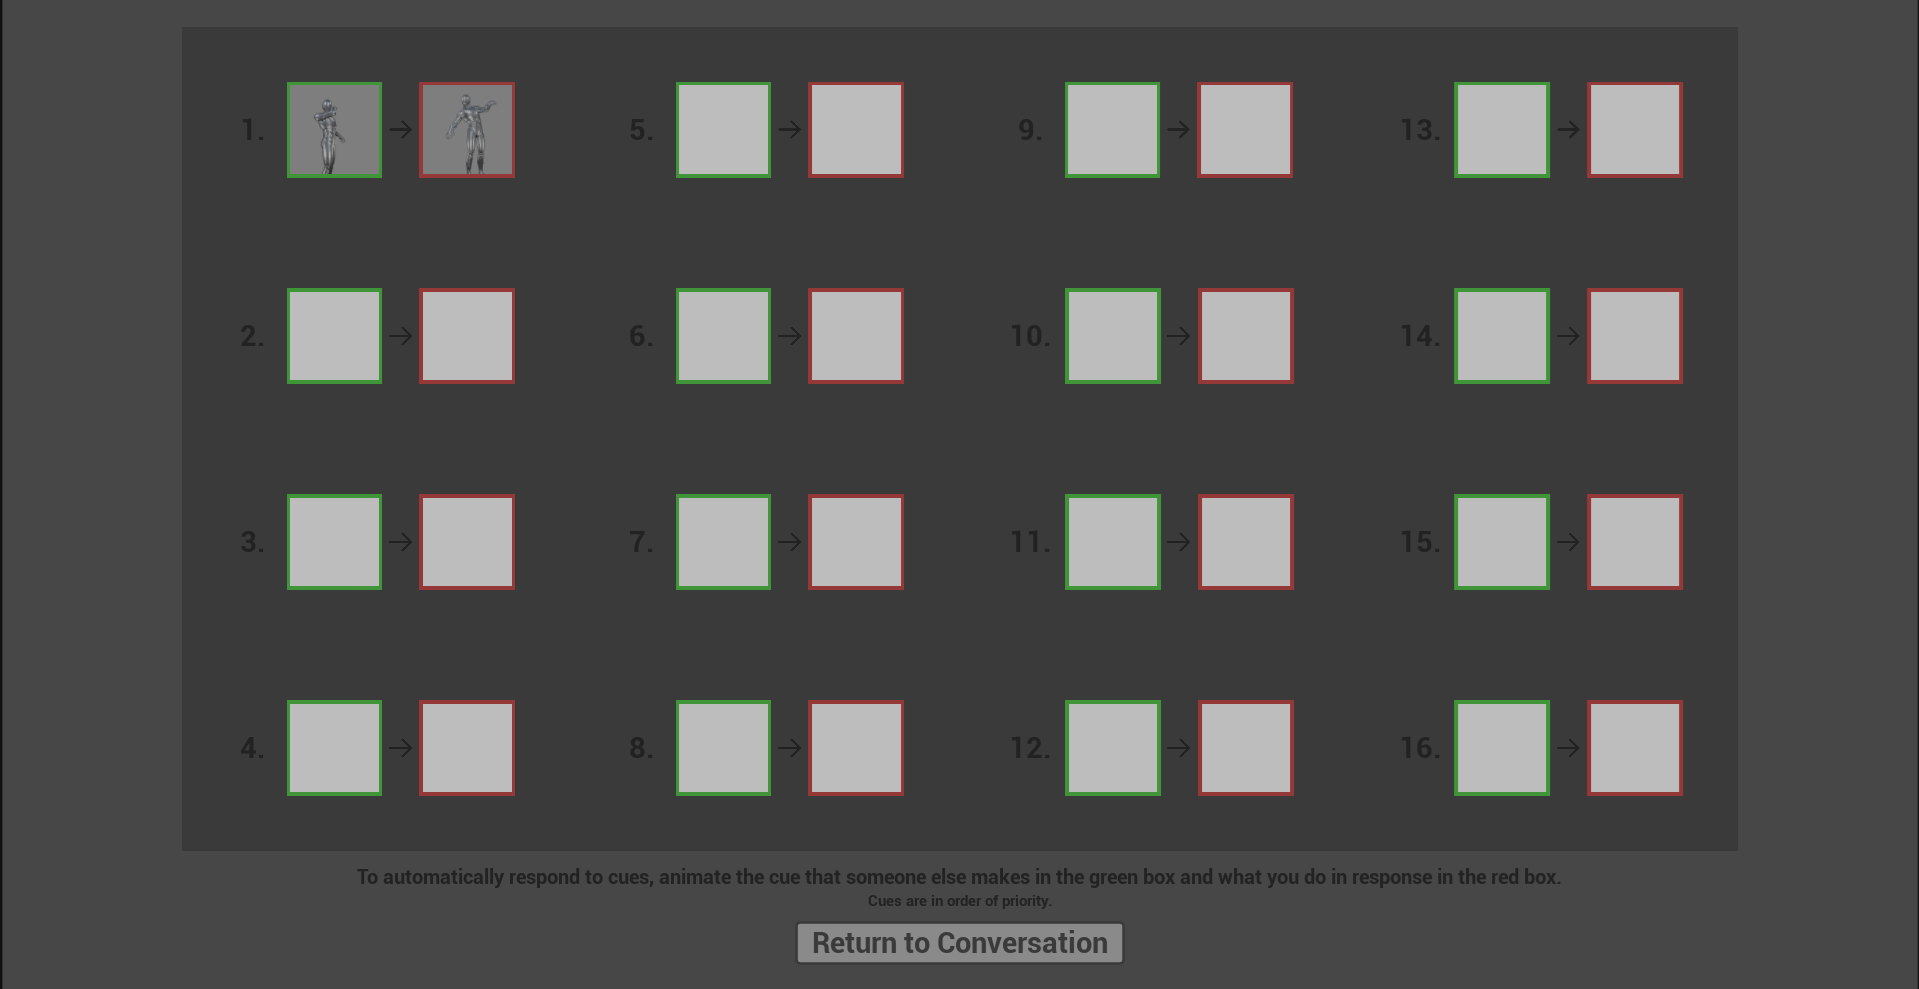 1. → 5. → 9. → 13. →
2. → 6. → 10. → 14. →
3. → 7. → 11. → 15. →
4. → 8. → 12. → 16. →
To automatically respond to cues, animate the cue that someone else makes in the green box and what you do in response in the red box.
Cues are in order of priority.
Return to Conversation